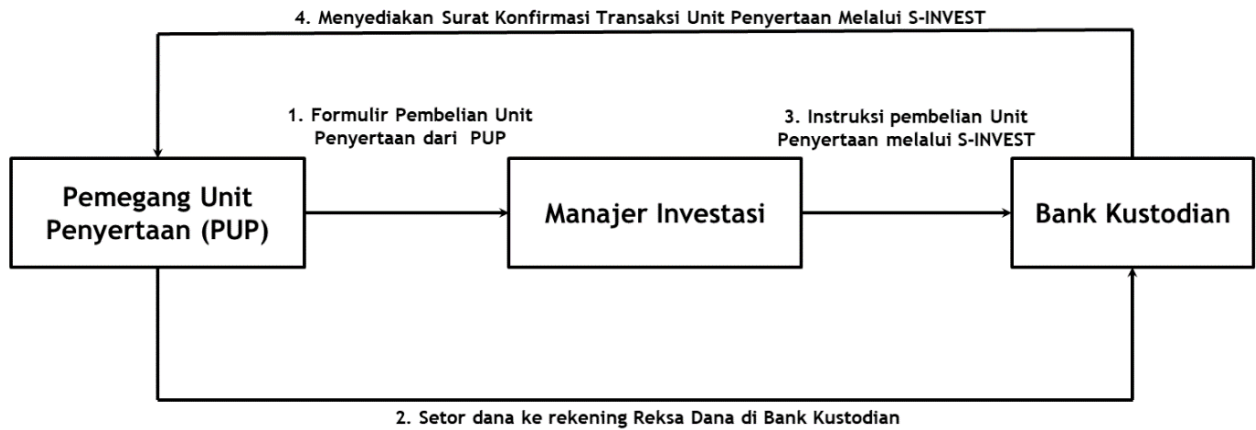 4. Menyediakan Surat Konfirmasi Transaksi Unit Penyertaan Melalui S-INVEST
1. Formulir Pembelian Unit
Penyertaan dari PUP
3. Instruksi pembelian Unit
Penyertaan melalui S-INVEST
Pemegang Unit
Penyertaan (PUP)
Manajer Investasi
Bank Kustodian
2. Setor dana ke rekening Reksa Dana di Bank Kustodian